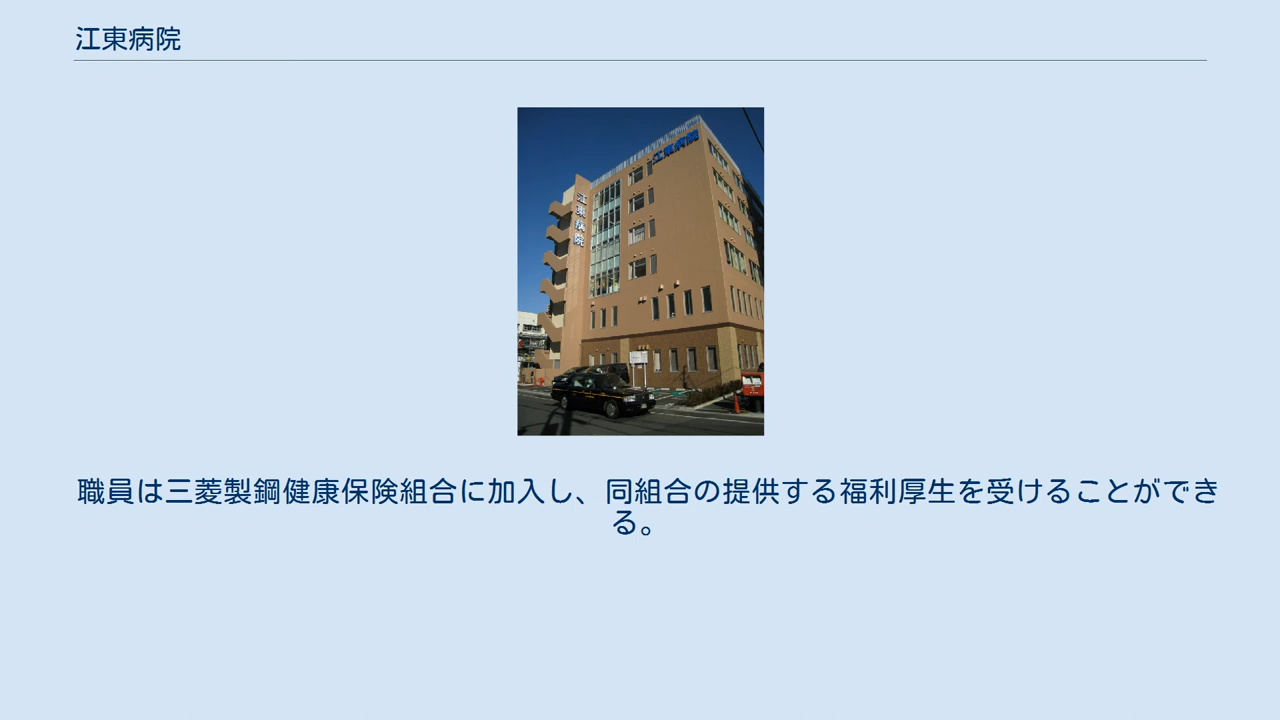 江東病院
江東病院
江東病院
職員は三菱製鋼健康保険組合に加入し、同組合の提供する福利厚生を受けることができ
る。